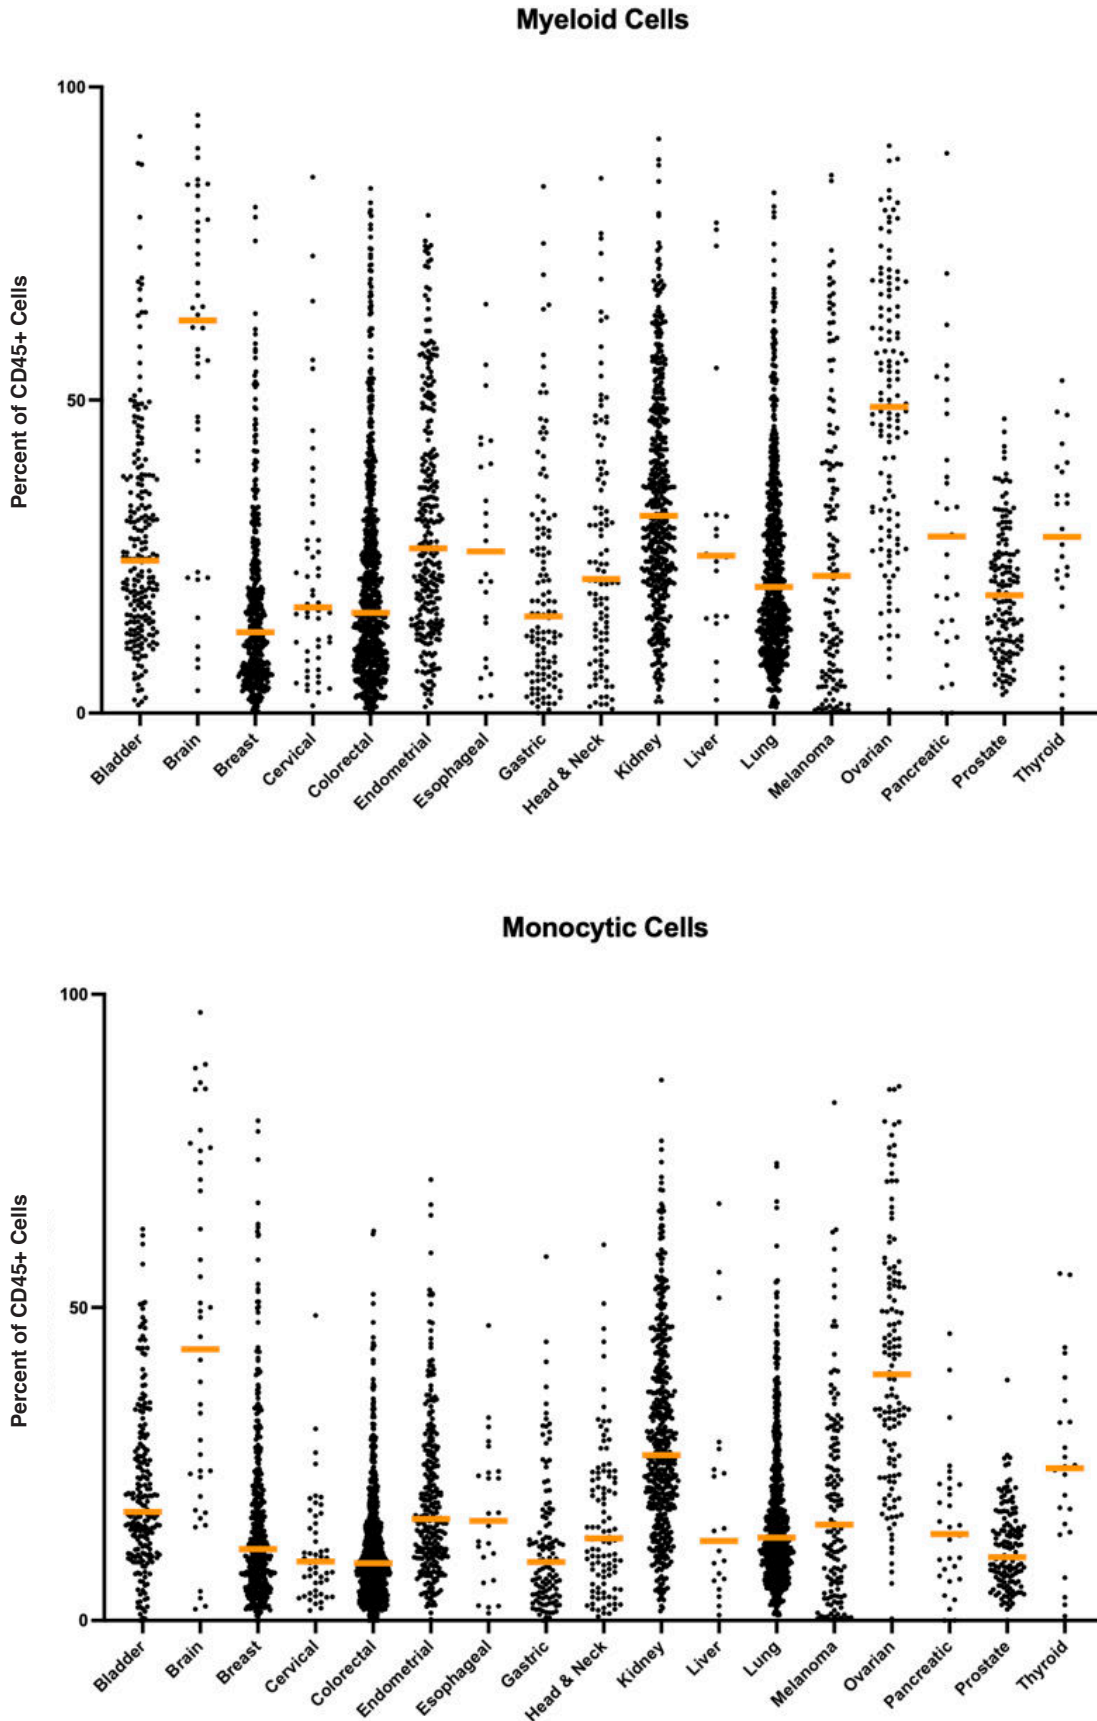 Myeloid Cells
Percent of CD45+ Cells
100
50
0
Bladder
Brain
Breast
Cervical
Colorectal
Endometrial
Esophageal
Gastric
Head & Neck
Kidney
Liver
Lung
Melanoma
Ovarian
Pancreatic
Prostate
Thyroid
Monocytic Cells
Percent of CD45+ Cells
100
50
0
Bladder
Brain
Breast
Cervical
Colorectal
Endometrial
Esophageal
Gastric
Head & Neck
Kidney
Liver
Lung
Melanoma
Ovarian
Pancreatic
Prostate
Thyroid